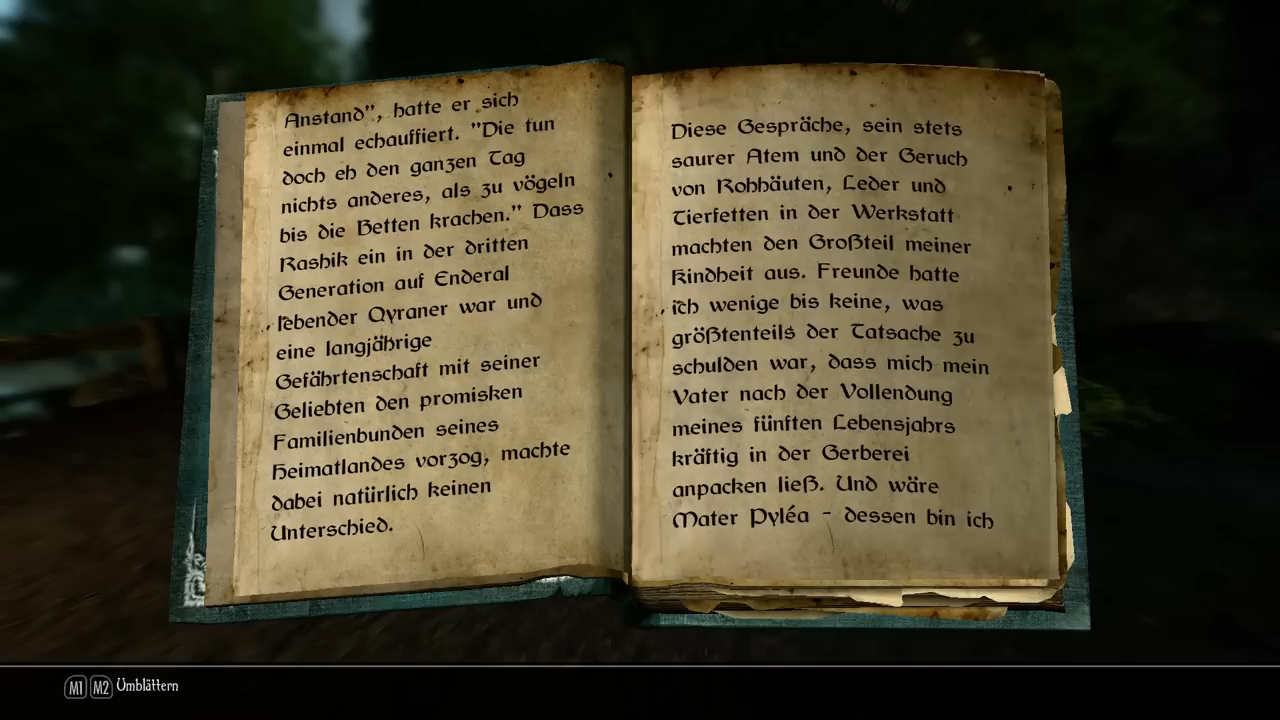 Anstand", hatte er sich
einmal echauffiert. "Die tun
doch eh den ganzen Tag
nichts anderes, als zu vögeln
bis die Betten krachen." Dass
Rashik ein in der dritten
Generation auf Enderal
lebender Qyraner war und
eine langjährige
Gefährtenschaft mit seiner
Geliebten den promisken
Familienbunden seines
Heimatlandes vorzog, machte
dabei natürlich keinen
Unterschied.
Diese Gespräche, sein stets
saurer Atem und der Geruch
von Rohhäuten, Leder und
Tierfetten in der Werkstatt
machten den Großteil meiner
Kindheit aus. Freunde hatte
ich wenige bis keine, was
größtenteils der Tatsache zu
schulden war, dass mich mein
Vater nach der Vollendung
meines fünften Lebensjahrs
kräftig in der Gerberei
anpacken ließ. Und wäre
Mater Pyléa - dessen bin ich
M1 M2 Umblättern